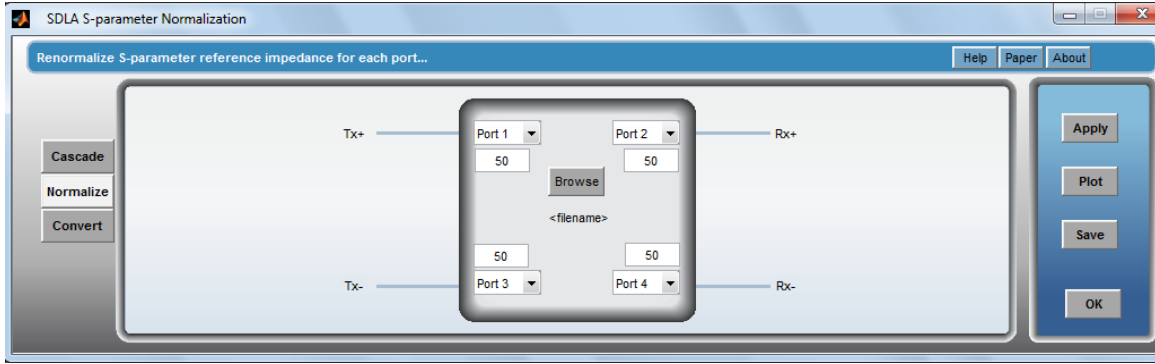 SDLA S-parameter Normalization
Renormalize S-parameter reference impedance for each port...
Help
Paper
About
Cascade
Normalize
Convert
Tx+
Port 1
Port 2
Rx+
50
50
Browse
<filename>
50
50
Tx-
Port 3
Port 4
Rx-
Apply
Plot
Save
OK